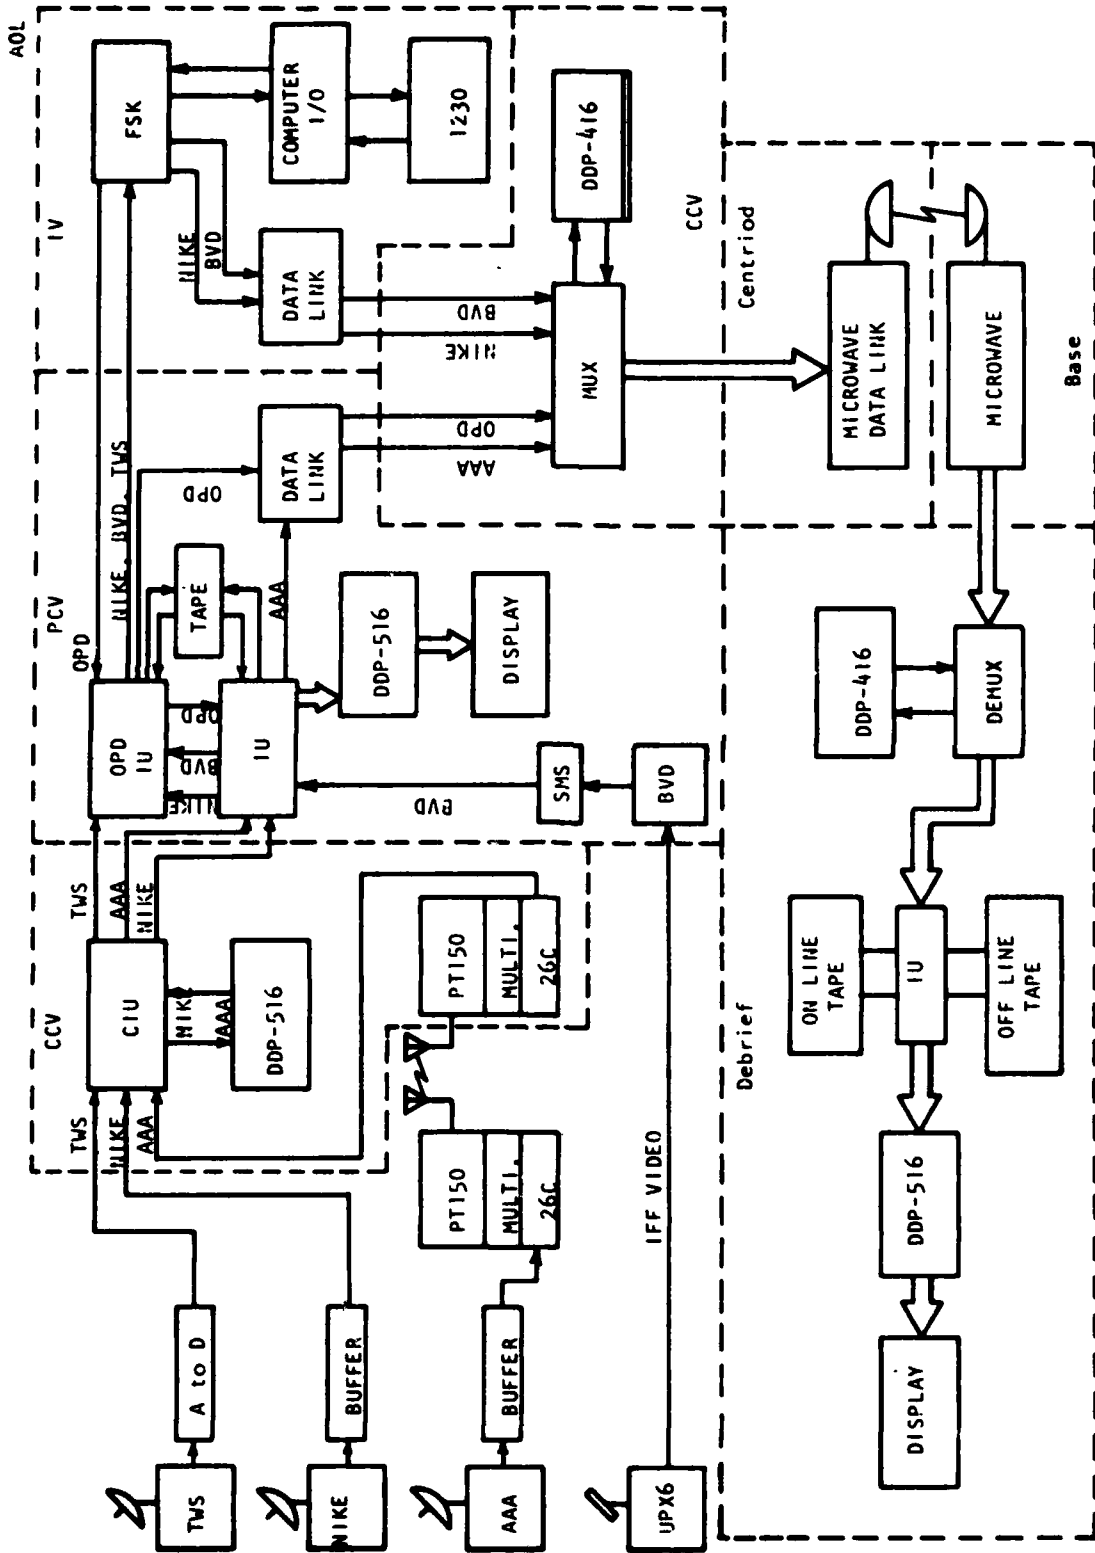 AOL
CCV
PCV
IV
TWS
A to D
TWS
NIKE
BUFFER
NIKE
AAA
BUFFER
AAA
UPX6
IFF VIDEO
CIU
NIKE
AAA
DDP-516
TWS
AAA
NIKE
PT150
MULTI.
26C
PT150
MULTI.
26C
OPD
IU
NIKE
BVD
OPD
IU
TAPE
OPD
NIKE, BVD, TWS
OPD
AAA
DATA
LINK
DDP-516
DISPLAY
BVD
SMS
BVD
FSK
COMPUTER
I/O
1230
NIKE
BVD
DATA
LINK
AAA
OPD
NIKE
BVD
MUX
DDP-416
CCV
Centriod
MICROWAVE
DATA LINK
MICROWAVE
Base
Debrief
DEMUX
DDP-416
IU
ON LINE
TAPE
OFF LINE
TAPE
DDP-516
DISPLAY